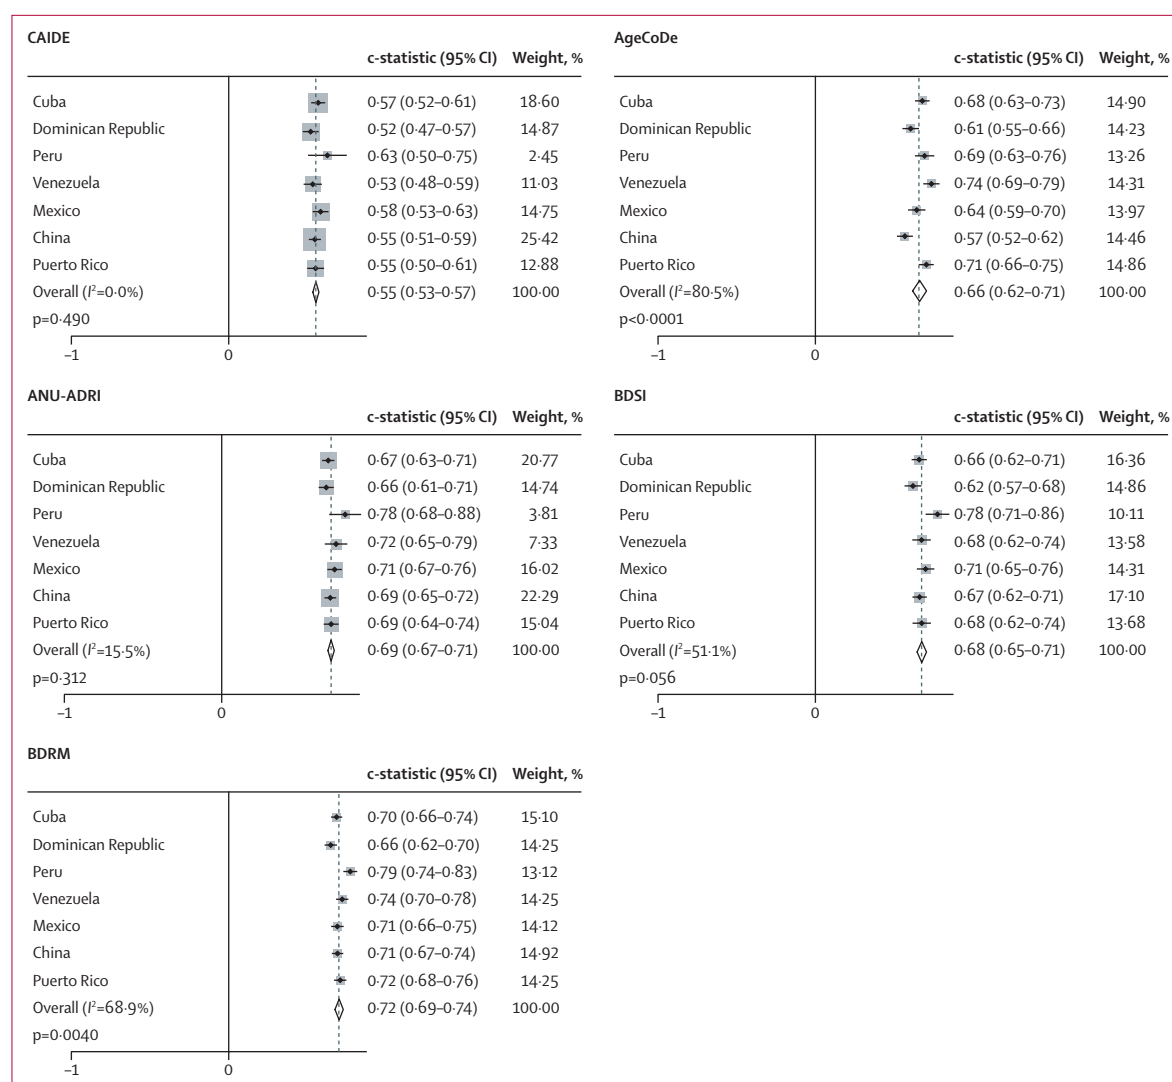 CAIDE
c-statistic (95% CI) Weight, %
Cuba 0·57 (0·52–0·61) 18·60
Dominican Republic 0·52 (0·47–0·57) 14·87
Peru 0·63 (0·50–0·75) 2·45
Venezuela 0·53 (0·48–0·59) 11·03
Mexico 0·58 (0·53–0·63) 14·75
China 0·55 (0·51–0·59) 25·42
Puerto Rico 0·55 (0·50–0·61) 12·88
Overall (I²=0·0%) 0·55 (0·53–0·57) 100·00
p=0·490
–1 0
AgeCoDe
c-statistic (95% CI) Weight, %
Cuba 0·68 (0·63–0·73) 14·90
Dominican Republic 0·61 (0·55–0·66) 14·23
Peru 0·69 (0·63–0·76) 13·26
Venezuela 0·74 (0·69–0·79) 14·31
Mexico 0·64 (0·59–0·70) 13·97
China 0·57 (0·52–0·62) 14·46
Puerto Rico 0·71 (0·66–0·75) 14·86
Overall (I²=80·5%) 0·66 (0·62–0·71) 100·00
p<0·0001
–1 0
ANU-ADRI
c-statistic (95% CI) Weight, %
Cuba 0·67 (0·63–0·71) 20·77
Dominican Republic 0·66 (0·61–0·71) 14·74
Peru 0·78 (0·68–0·88) 3·81
Venezuela 0·72 (0·65–0·79) 7·33
Mexico 0·71 (0·67–0·76) 16·02
China 0·69 (0·65–0·72) 22·29
Puerto Rico 0·69 (0·64–0·74) 15·04
Overall (I²=15·5%) 0·69 (0·67–0·71) 100·00
p=0·312
–1 0
BDSI
c-statistic (95% CI) Weight, %
Cuba 0·66 (0·62–0·71) 16·36
Dominican Republic 0·62 (0·57–0·68) 14·86
Peru 0·78 (0·71–0·86) 10·11
Venezuela 0·68 (0·62–0·74) 13·58
Mexico 0·71 (0·65–0·76) 14·31
China 0·67 (0·62–0·71) 17·10
Puerto Rico 0·68 (0·62–0·74) 13·68
Overall (I²=51·1%) 0·68 (0·65–0·71) 100·00
p=0·056
–1 0
BDRM
c-statistic (95% CI) Weight, %
Cuba 0·70 (0·66–0·74) 15·10
Dominican Republic 0·66 (0·62–0·70) 14·25
Peru 0·79 (0·74–0·83) 13·12
Venezuela 0·74 (0·70–0·78) 14·25
Mexico 0·71 (0·66–0·75) 14·12
China 0·71 (0·67–0·74) 14·92
Puerto Rico 0·72 (0·68–0·76) 14·25
Overall (I²=68·9%) 0·72 (0·69–0·74) 100·00
p=0·0040
–1 0